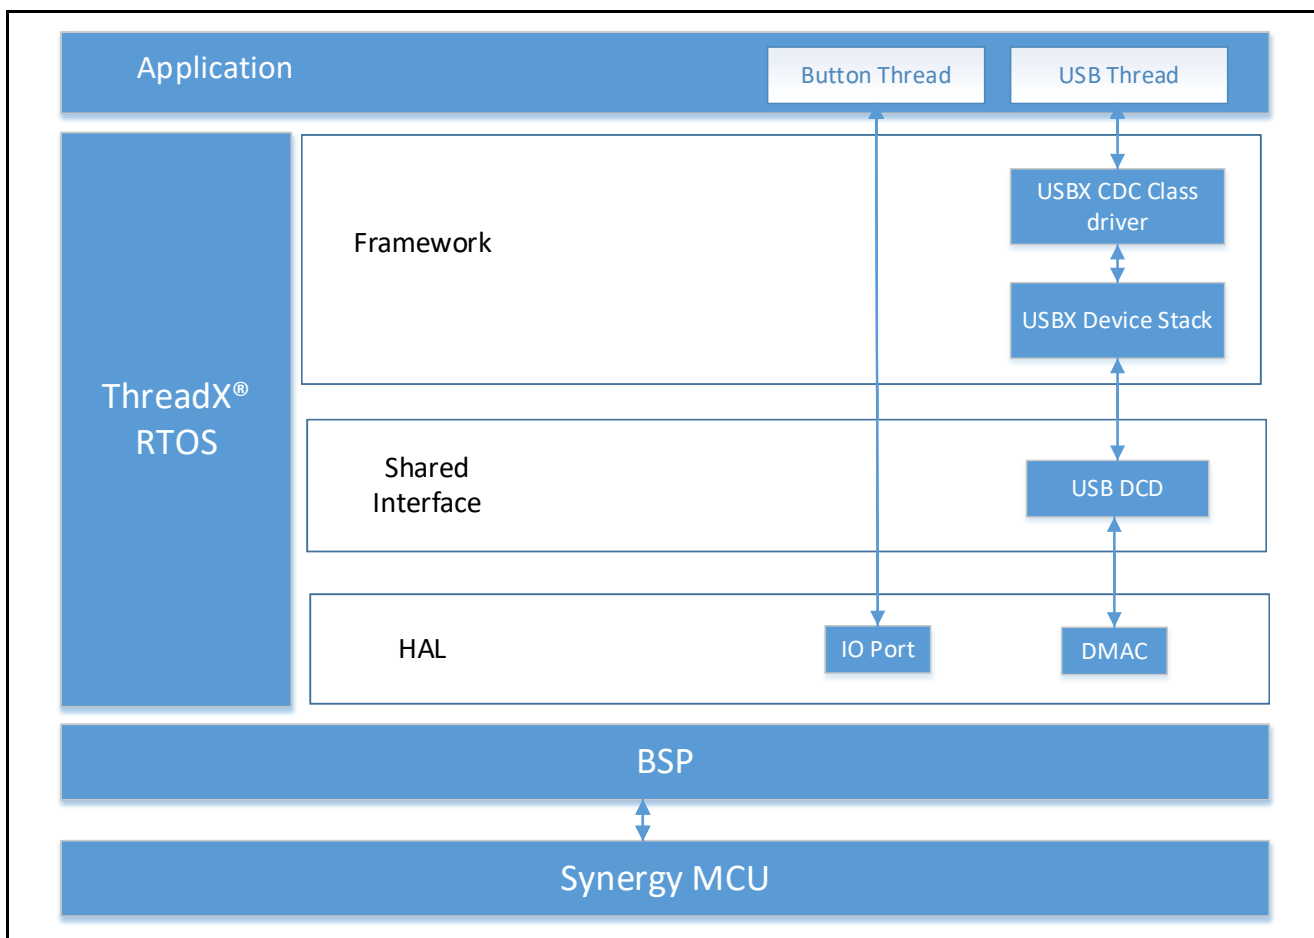 Application
Button Thread
USB Thread
USBX CDC Class
driver
Framework
USBX Device Stack
ThreadX®
RTOS
Shared
Interface
USB DCD
HAL
IO Port
DMAC
BSP
Synergy MCU